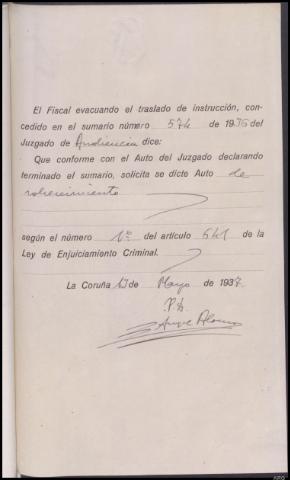 El Fiscal evacuando el traslado de instrucción, con-
cedido en el sumario número 574 de 1936 del
Juzgado de Audiencia dice:
Que conforme con el Auto del Juzgado declarando
terminado el sumario, solicita se dicte Auto de
sobreseimiento
según el número 1º del artículo 641 de la
Ley de Enjuiciamiento Criminal.
La Coruña 13 de Mayo de 1937
P.D.
Alonso